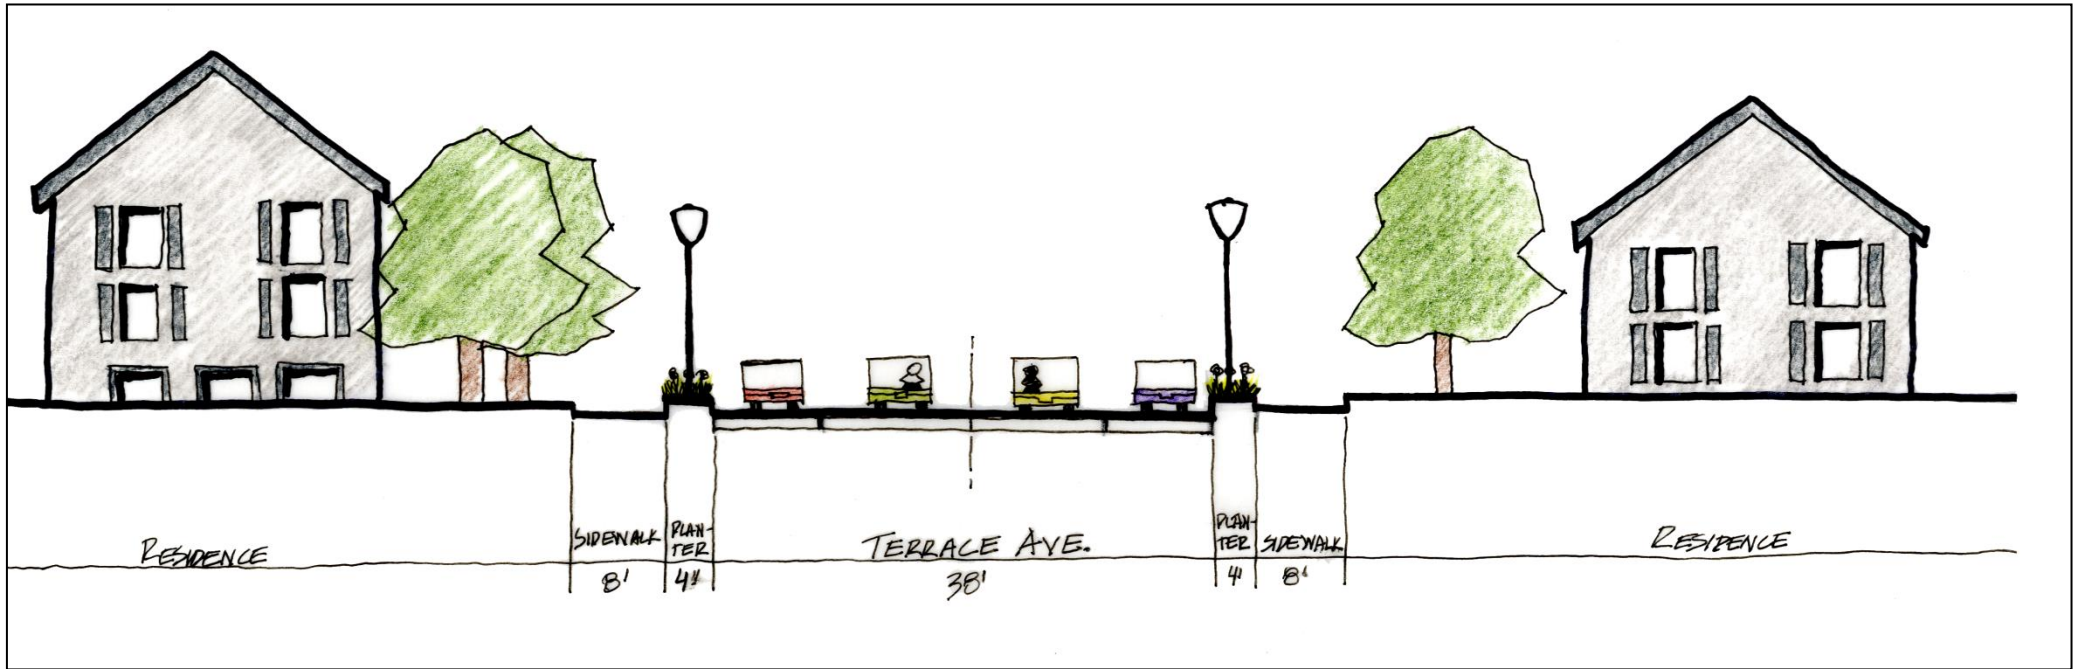 RESIDENCE
SIDEWALK
PLAN-
TER
TERRACE AVE.
PLAN-
TER
SIDEWALK
RESIDENCE
8'
4'
38'
4'
8'